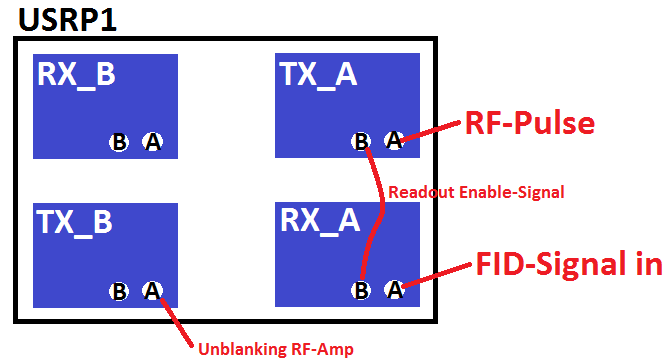 USRP1
RX_B
B A
TX_A
B A
RF-Pulse
Readout Enable-Signal
TX_B
B A
RX_A
B A
FID-Signal in
Unblanking RF-Amp